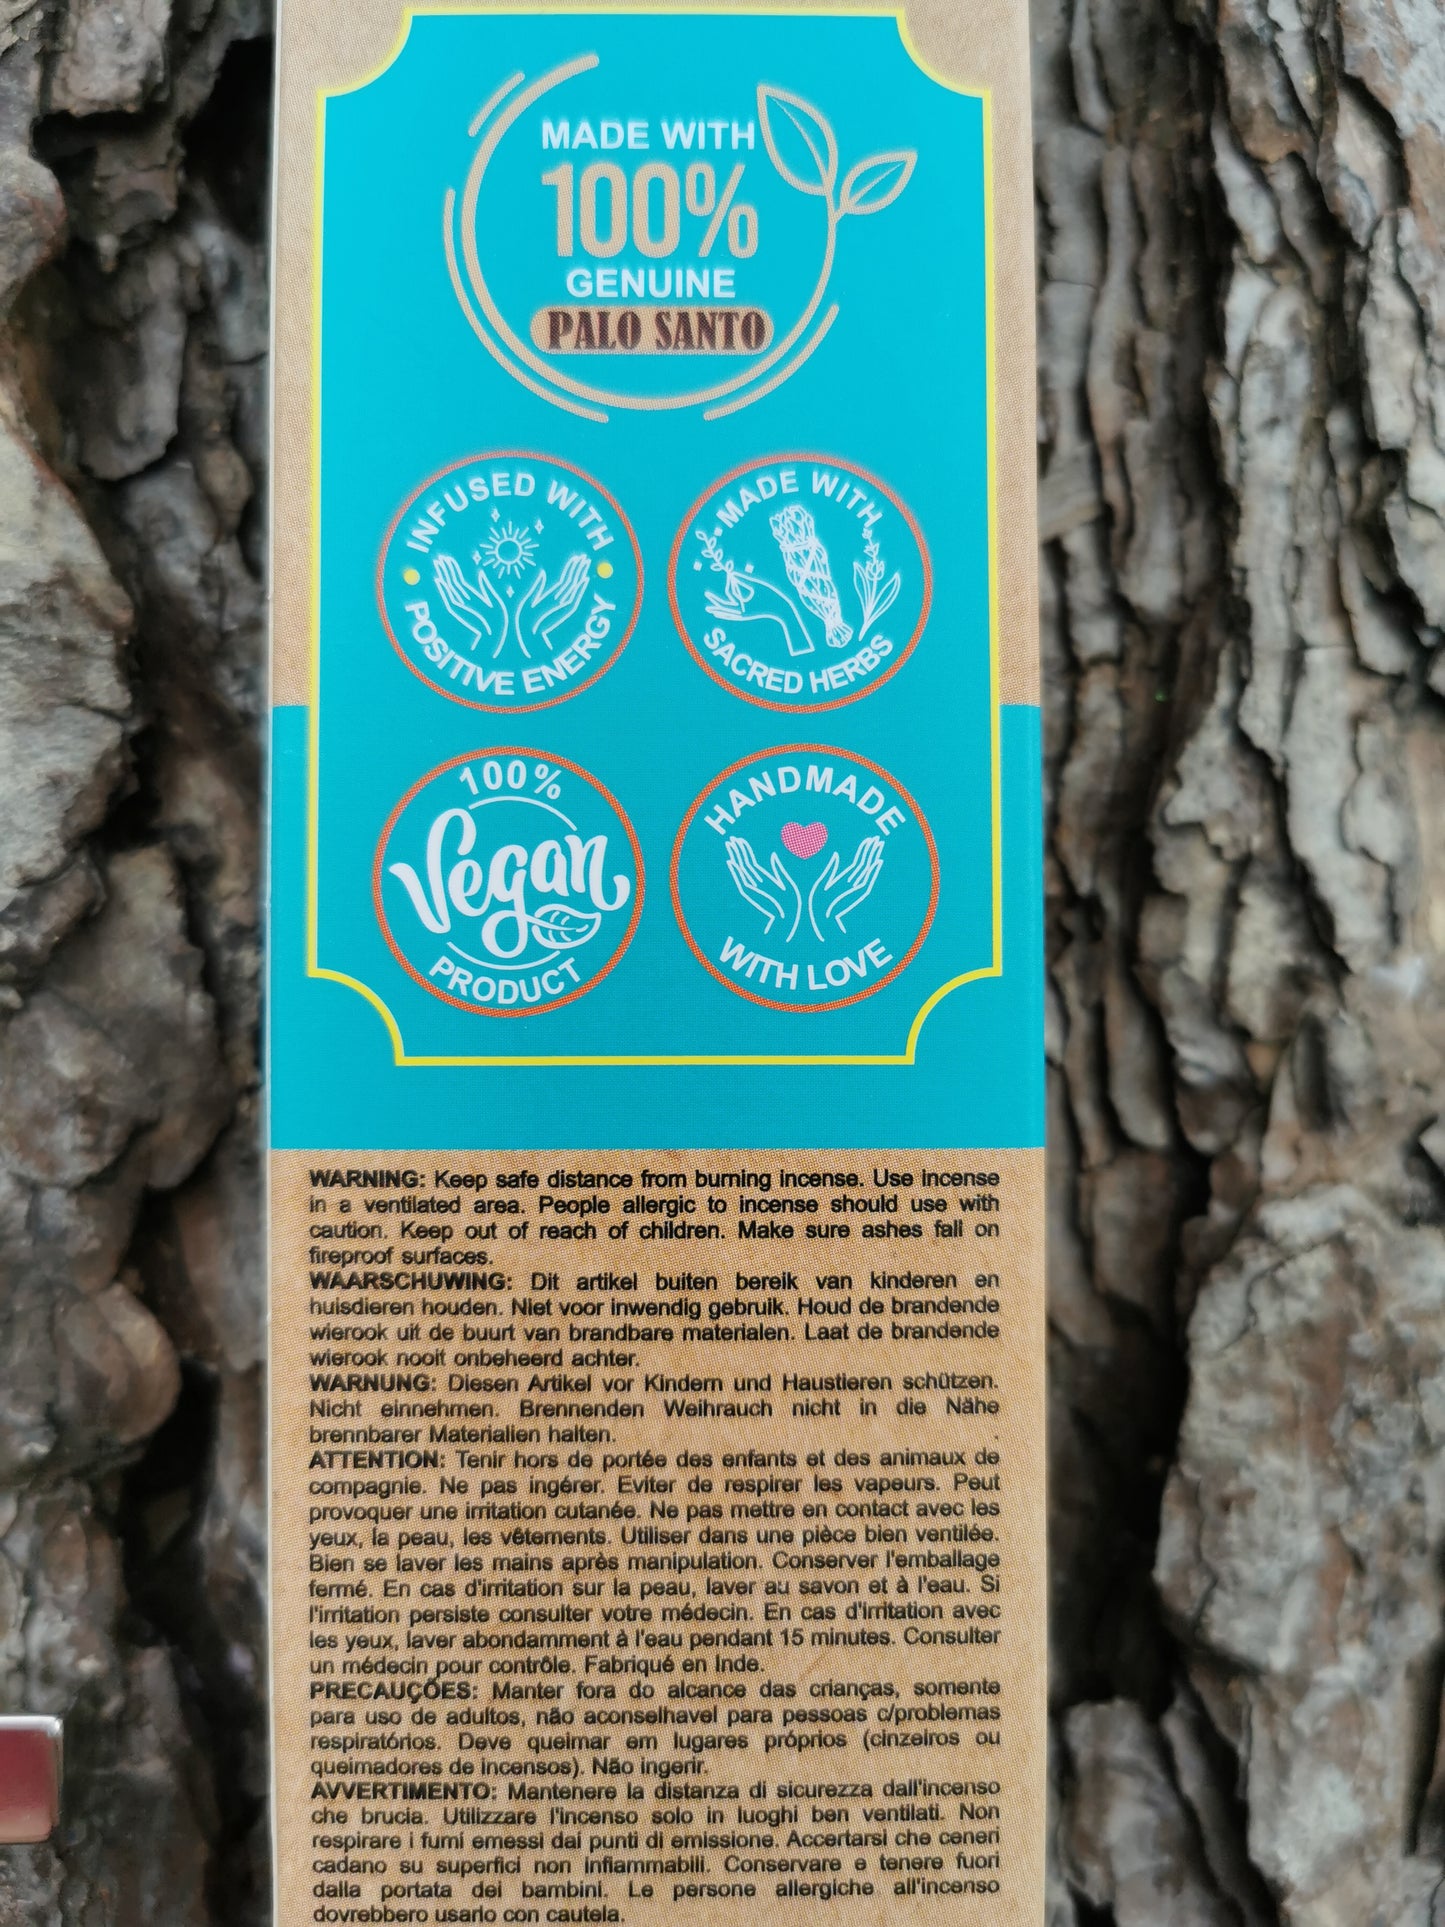 MADE WITH
100%
GENUINE
PALO SANTO
INFUSED WITH
POSITIVE ENERGY
MADE WITH
SACRED HERBS
100%
Vegan
PRODUCT
HANDMADE
WITH LOVE
WARNING: Keep safe distance from burning incense. Use incense
in a ventilated area. People allergic to incense should use with
caution. Keep out of reach of children. Make sure ashes fall on
fireproof surfaces.
WAARSCHUWING: Dit artikel buiten bereik van kinderen en
huisdieren houden. Niet voor inwendig gebruik. Houd de brandende
wierook uit de buurt van brandbare materialen. Laat de brandende
wierook nooit onbeheerd achter.
WARNUNG: Diesen Artikel vor Kindern und Haustieren schützen.
Nicht einnehmen. Brennenden Weihrauch nicht in die Nähe
brennbarer Materialien halten.
ATTENTION: Tenir hors de portée des enfants et des animaux de
compagnie. Ne pas ingérer. Eviter de respirer les vapeurs. Peut
provoquer une irritation cutanée. Ne pas mettre en contact avec les
yeux, la peau, les vêtements. Utiliser dans une pièce bien ventilée.
Bien se laver les mains après manipulation. Conserver l'emballage
fermé. En cas d'irritation sur la peau, laver au savon et à l'eau. Si
l'irritation persiste consulter votre médecin. En cas d'irritation avec
les yeux, laver abondamment à l'eau pendant 15 minutes. Consulter
un médecin pour contrôle. Fabriqué en Inde.
PRECAUÇÕES: Manter fora do alcance das crianças, somente
para uso de adultos, não aconselhavel para pessoas c/problemas
respiratórios. Deve queimar em lugares próprios (cinzeiros ou
queimadores de incensos). Não ingerir.
AVVERTIMENTO: Mantenere la distanza di sicurezza dall'incenso
che brucia. Utilizzare l'incenso solo in luoghi ben ventilati. Non
respirare i fumi emessi dai punti di emissione. Accertarsi che ceneri
cadano su superfici non infiammabili. Conservare e tenere fuori
dalla portata dei bambini. Le persone allergiche all'incenso
dovrebbero usarlo con cautela.